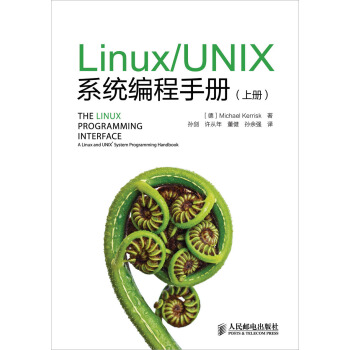 Linux/UNIX
系统编程手册（上册）
[德] Michael Kerrisk 著
孙剑 许从年 董健 孙余强 译
THE LINUX
PROGRAMMING
INTERFACE
A Linux and UNIX® System Programming Handbook
人民邮电出版社
POSTS & TELECOM PRESS